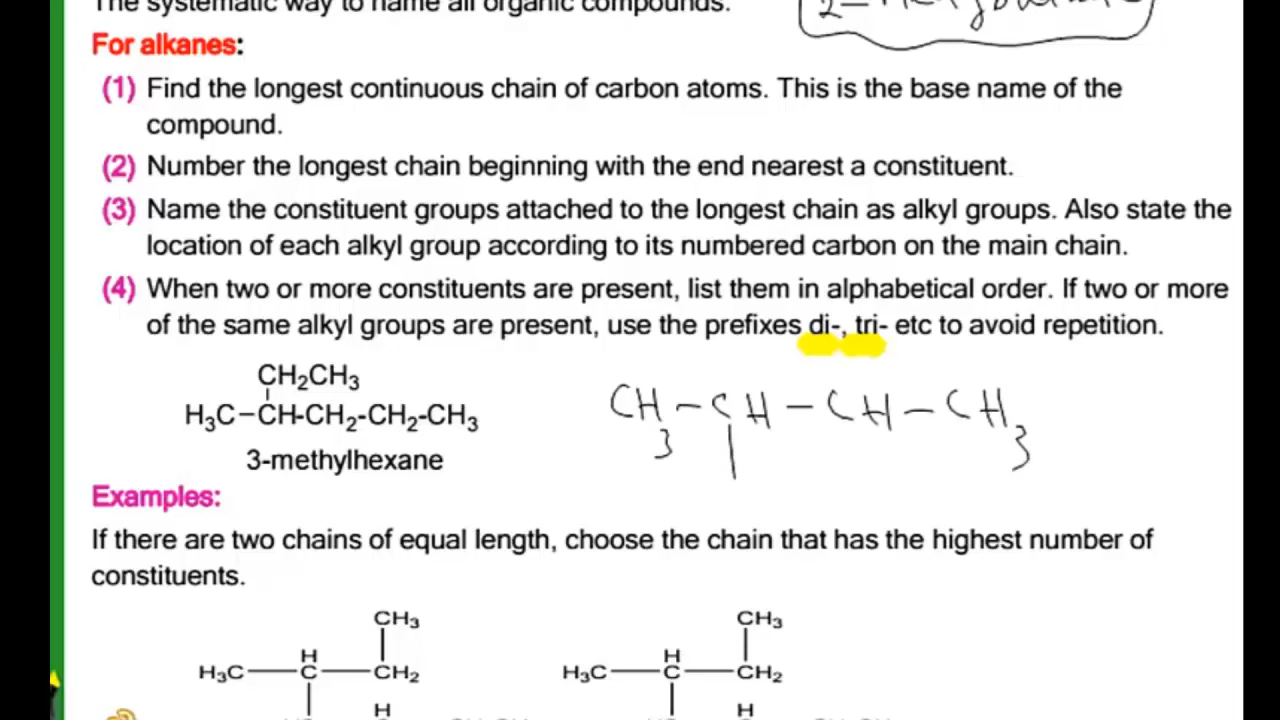 The systematic way to name all organic compounds.
For alkanes:
(1) Find the longest continuous chain of carbon atoms. This is the base name of the
compound.
(2) Number the longest chain beginning with the end nearest a constituent.
(3) Name the constituent groups attached to the longest chain as alkyl groups. Also state the
location of each alkyl group according to its numbered carbon on the main chain.
(4) When two or more constituents are present, list them in alphabetical order. If two or more
of the same alkyl groups are present, use the prefixes di-, tri- etc to avoid repetition.
CH₂CH₃
H₃C-CH-CH₂-CH₂-CH₃
CH₃-CH-CH-CH₃
3-methylhexane
Examples:
If there are two chains of equal length, choose the chain that has the highest number of
constituents.
CH₃ CH₃
H H
H₃C C CH₂ H₃C C CH₂
H H